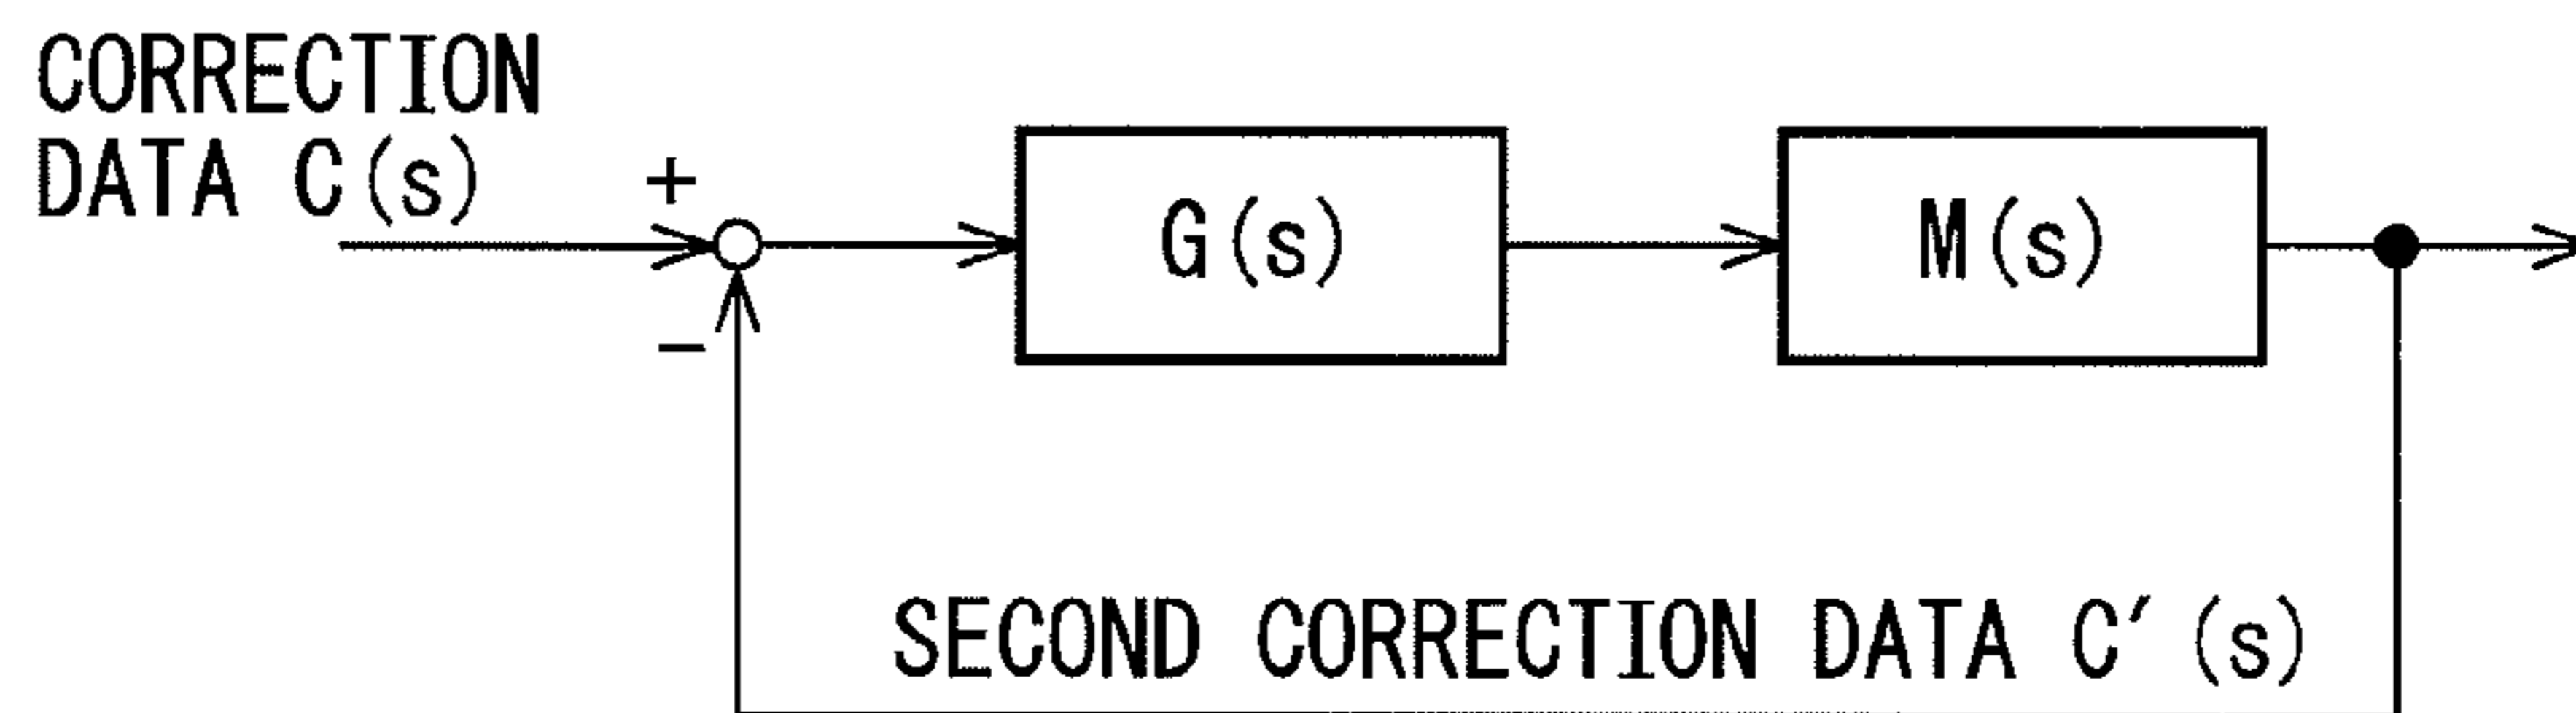 CORRECTION
DATA C(s)
+
G(s)
M(s)
−
SECOND CORRECTION DATA C′(s)